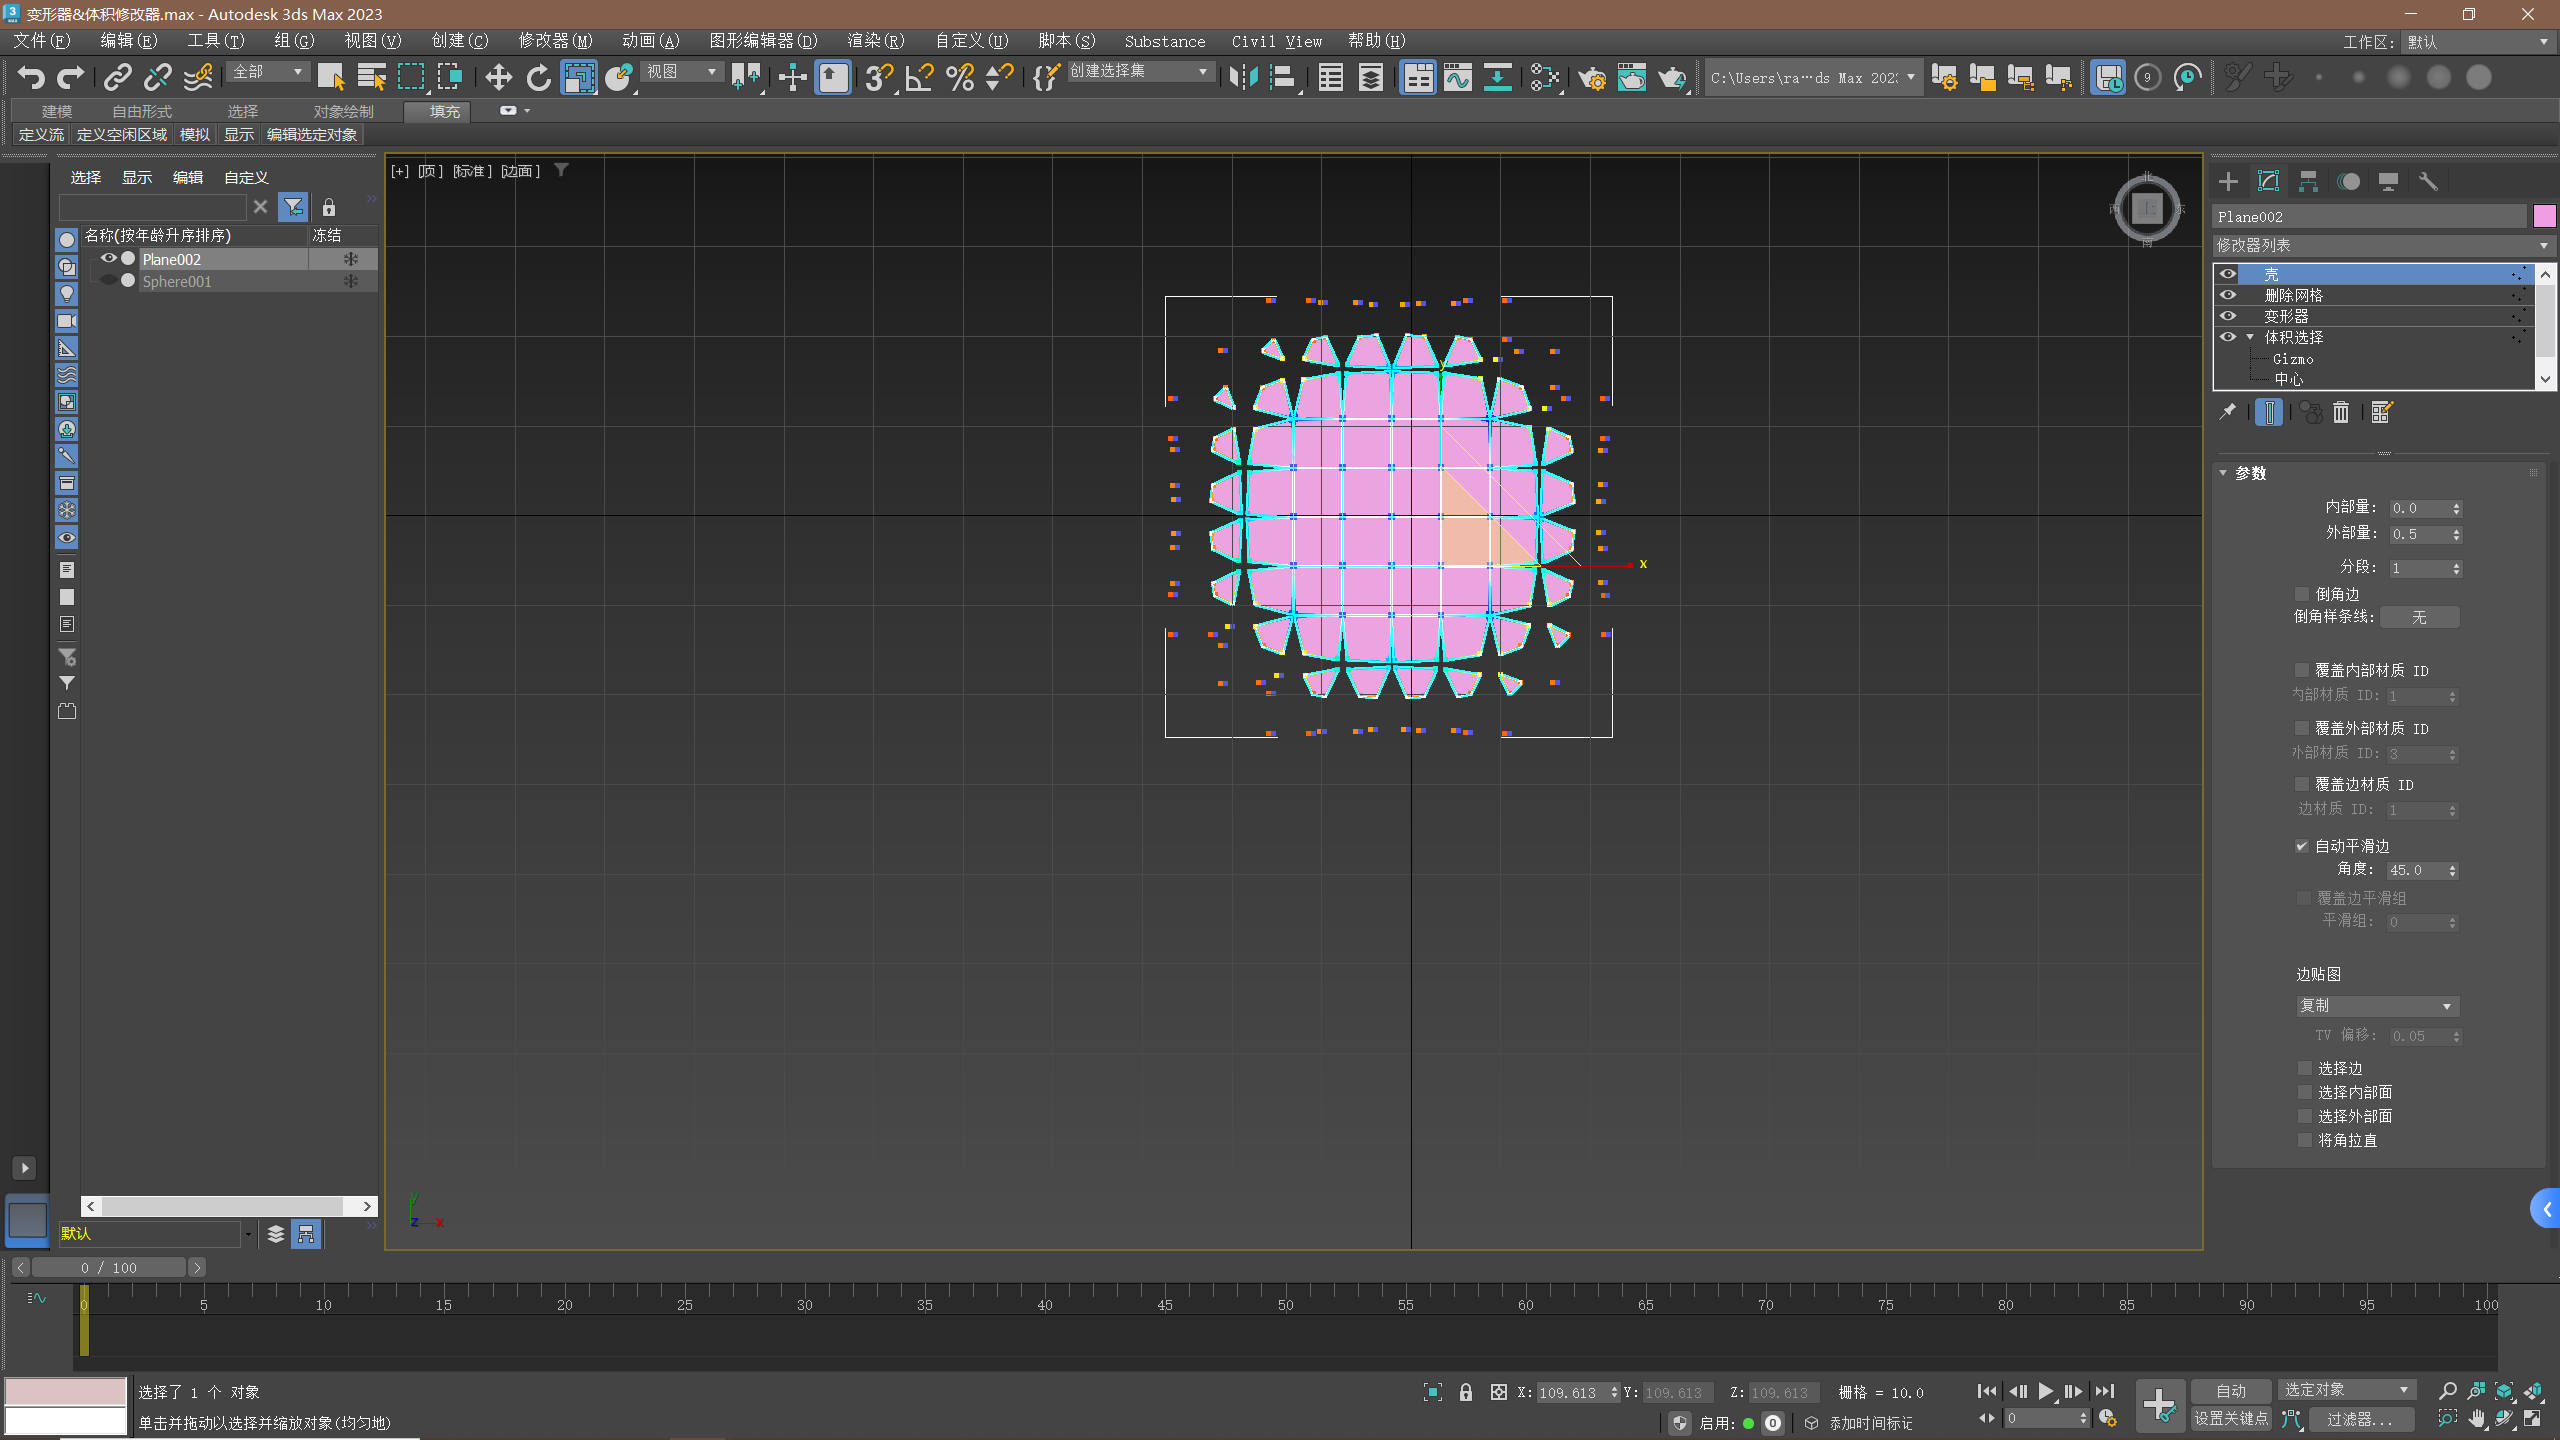 变形器&体积修改器.max - Autodesk 3ds Max 2023
文件(F) 编辑(E) 工具(T) 组(G) 视图(V) 创建(C) 修改器(M) 动画(A) 图形编辑器(D) 渲染(R) 自定义(U) 脚本(S) Substance Civil View 帮助(H)
工作区: 默认
全部
视图
创建选择集
C:\Users\ra···ds Max 202
建模 自由形式 选择 对象绘制 填充
定义流 定义空闲区域 模拟 显示 编辑选定对象
选择 显示 编辑 自定义
名称(按年龄升序排序) 冻结
Plane002
Sphere001
默认
[+] [顶] [标准] [边面]
x
北
西 上 东
南
y
z x
Plane002
修改器列表
壳
删除网格
变形器
体积选择
Gizmo
中心
参数
内部量: 0.0
外部量: 0.5
分段: 1
倒角边
倒角样条线: 无
覆盖内部材质 ID
内部材质 ID: 1
覆盖外部材质 ID
外部材质 ID: 3
覆盖边材质 ID
边材质 ID: 1
自动平滑边
角度: 45.0
覆盖边平滑组
平滑组: 0
边贴图
复制
TV 偏移: 0.05
选择边
选择内部面
选择外部面
将角拉直
0 / 100
0 5 10 15 20 25 30 35 40 45 50 55 60 65 70 75 80 85 90 95 100
选择了 1 个 对象
单击并拖动以选择并缩放对象(均匀地)
X: 109.613 Y: 109.613 Z: 109.613 栅格 = 10.0
启用: 0 添加时间标记
0
自动 选定对象
设置关键点 过滤器...